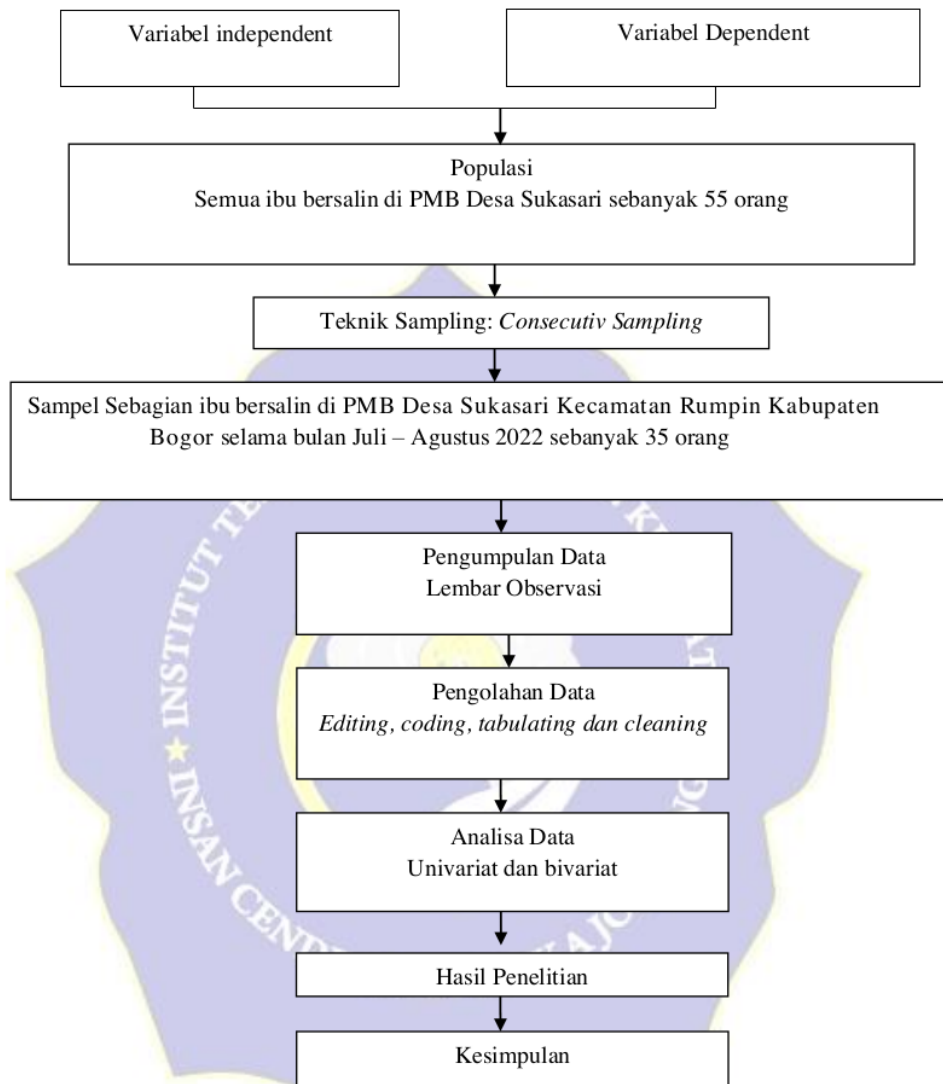 Variabel independent
Variabel Dependent
Populasi
Semua ibu bersalin di PMB Desa Sukasari sebanyak 55 orang
Teknik Sampling: Consecutiv Sampling
Sampel Sebagian ibu bersalin di PMB Desa Sukasari Kecamatan Rumpin Kabupaten
Bogor selama bulan Juli – Agustus 2022 sebanyak 35 orang
Pengumpulan Data
Lembar Observasi
Pengolahan Data
Editing, coding, tabulating dan cleaning
Analisa Data
Univariat dan bivariat
Hasil Penelitian
Kesimpulan
INSTITUT
INSAN